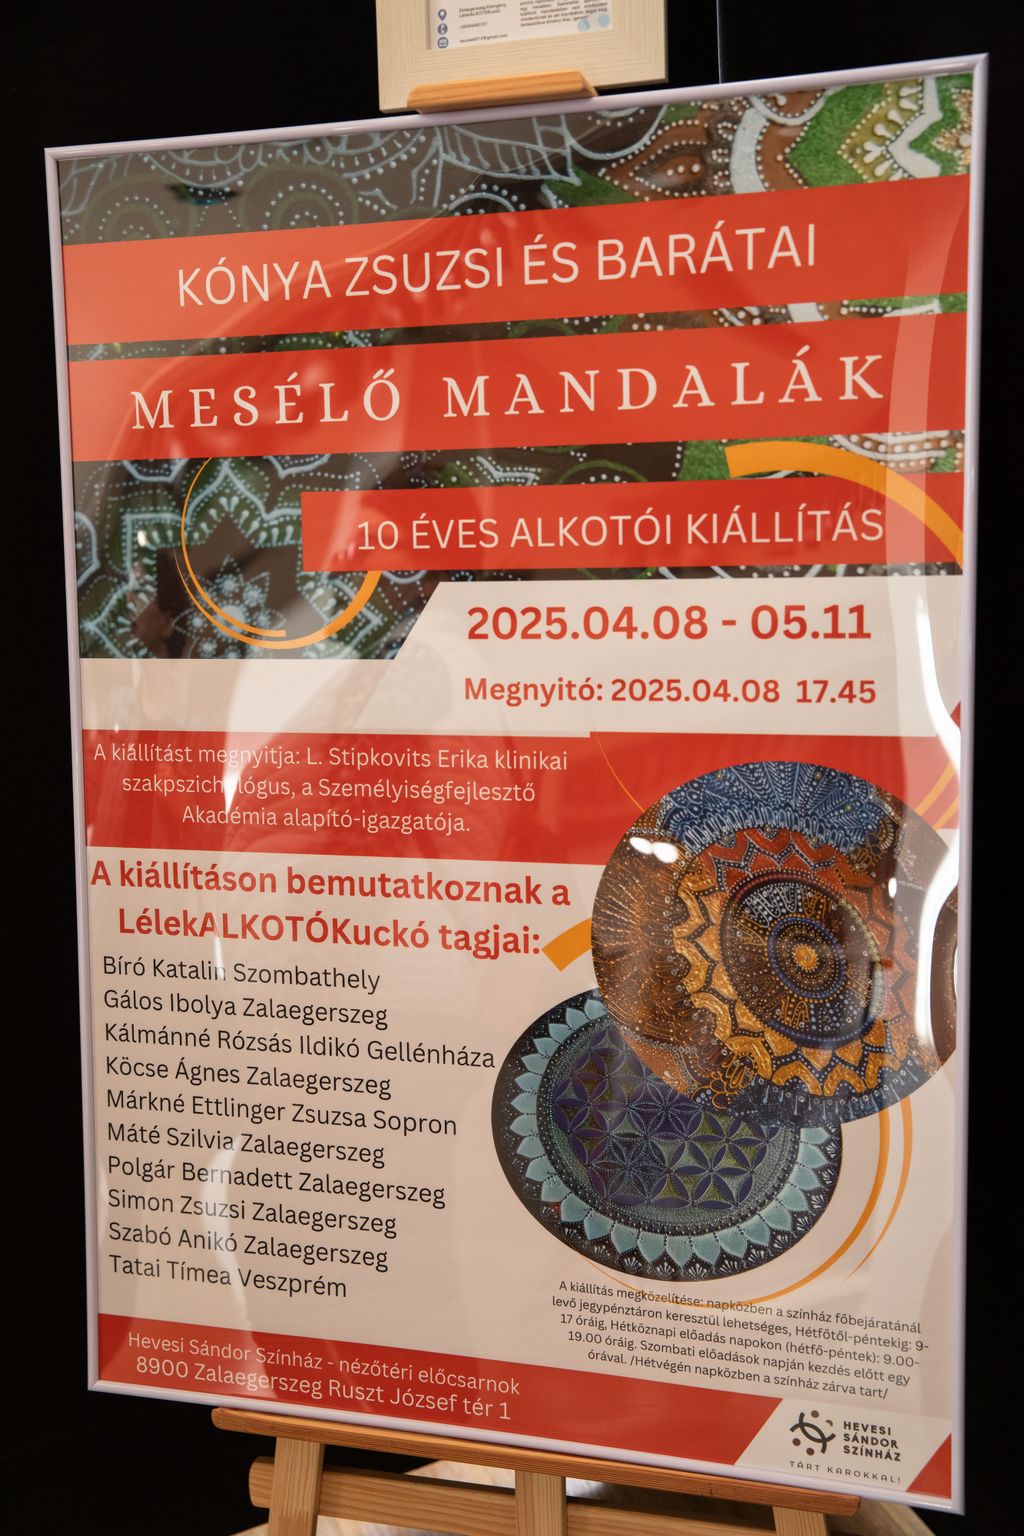 Zalaegerszeg-Ebergény,
LélekALKOTÓKuckó
KÓNYA ZSUZSI ÉS BARÁTAI
MESÉLŐ MANDALÁK
10 ÉVES ALKOTÓI KIÁLLÍTÁS
2025.04.08 - 05.11
Megnyitó: 2025.04.08 17.45
A kiállítást megnyitja: L. Stipkovits Erika klinikai
szakpszichológus, a Személyiségfejlesztő
Akadémia alapító-igazgatója.
A kiállításon bemutatkoznak a
LélekALKOTÓKuckó tagjai:
Bíró Katalin Szombathely
Gálos Ibolya Zalaegerszeg
Kálmánné Rózsás Ildikó Gellénháza
Köcse Ágnes Zalaegerszeg
Márkné Ettlinger Zsuzsa Sopron
Máté Szilvia Zalaegerszeg
Polgár Bernadett Zalaegerszeg
Simon Zsuzsi Zalaegerszeg
Szabó Anikó Zalaegerszeg
Tatai Tímea Veszprém
A kiállítás megközelítése: napközben a színház főbejáratánál
levő jegypénztáron keresztül lehetséges, Hétfőtől-péntekig: 9-
17 óráig, Hétköznapi előadás napokon (hétfő-péntek): 9.00-
19.00 óráig. Szombati előadások napján kezdés előtt egy
órával. /Hétvégén napközben a színház zárva tart/
Hevesi Sándor Színház - nézőtéri előcsarnok
8900 Zalaegerszeg Ruszt József tér 1
HEVESI
SÁNDOR
SZÍNHÁZ
TÁRT KAROKKAL!